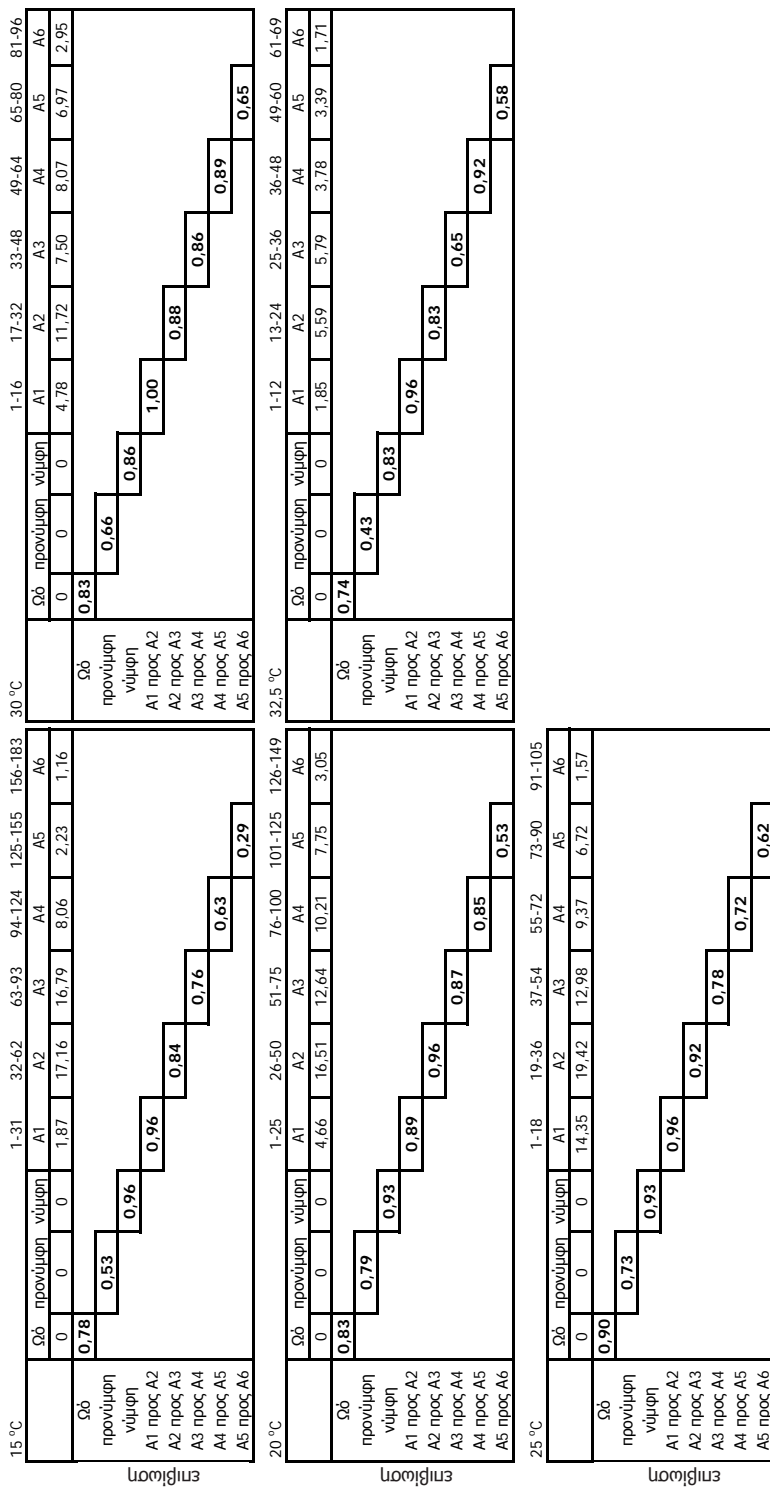 15 °C 1-31 32-62 63-93 94-124 125-155 156-183
Ωό προνύμφη νύμφη A1 A2 A3 A4 A5 A6
0 0 0 1,87 17,16 16,79 8,06 2,23 1,16
Ωό 0,78
προνύμφη 0,53
νύμφη 0,96
A1 προς A2 0,96
A2 προς A3 0,84
A3 προς A4 0,76
A4 προς A5 0,63
A5 προς A6 0,29
επιβίωση
30 °C 1-16 17-32 33-48 49-64 65-80 81-96
Ωό προνύμφη νύμφη A1 A2 A3 A4 A5 A6
0 0 0 4,78 11,72 7,50 8,07 6,97 2,95
Ωό 0,83
προνύμφη 0,66
νύμφη 0,86
A1 προς A2 1,00
A2 προς A3 0,88
A3 προς A4 0,86
A4 προς A5 0,89
A5 προς A6 0,65
20 °C 1-25 26-50 51-75 76-100 101-125 126-149
Ωό προνύμφη νύμφη A1 A2 A3 A4 A5 A6
0 0 0 4,66 16,51 12,64 10,21 7,75 3,05
Ωό 0,83
προνύμφη 0,79
νύμφη 0,93
A1 προς A2 0,89
A2 προς A3 0,96
A3 προς A4 0,87
A4 προς A5 0,85
A5 προς A6 0,53
επιβίωση
32,5 °C 1-12 13-24 25-36 36-48 49-60 61-69
Ωό προνύμφη νύμφη A1 A2 A3 A4 A5 A6
0 0 0 1,85 5,59 5,79 3,78 3,39 1,71
Ωό 0,74
προνύμφη 0,43
νύμφη 0,83
A1 προς A2 0,96
A2 προς A3 0,83
A3 προς A4 0,65
A4 προς A5 0,92
A5 προς A6 0,58
25 °C 1-18 19-36 37-54 55-72 73-90 91-105
Ωό προνύμφη νύμφη A1 A2 A3 A4 A5 A6
0 0 0 14,35 19,42 12,98 9,37 6,72 1,57
Ωό 0,90
προνύμφη 0,73
νύμφη 0,93
A1 προς A2 0,96
A2 προς A3 0,92
A3 προς A4 0,78
A4 προς A5 0,72
A5 προς A6 0,62
επιβίωση